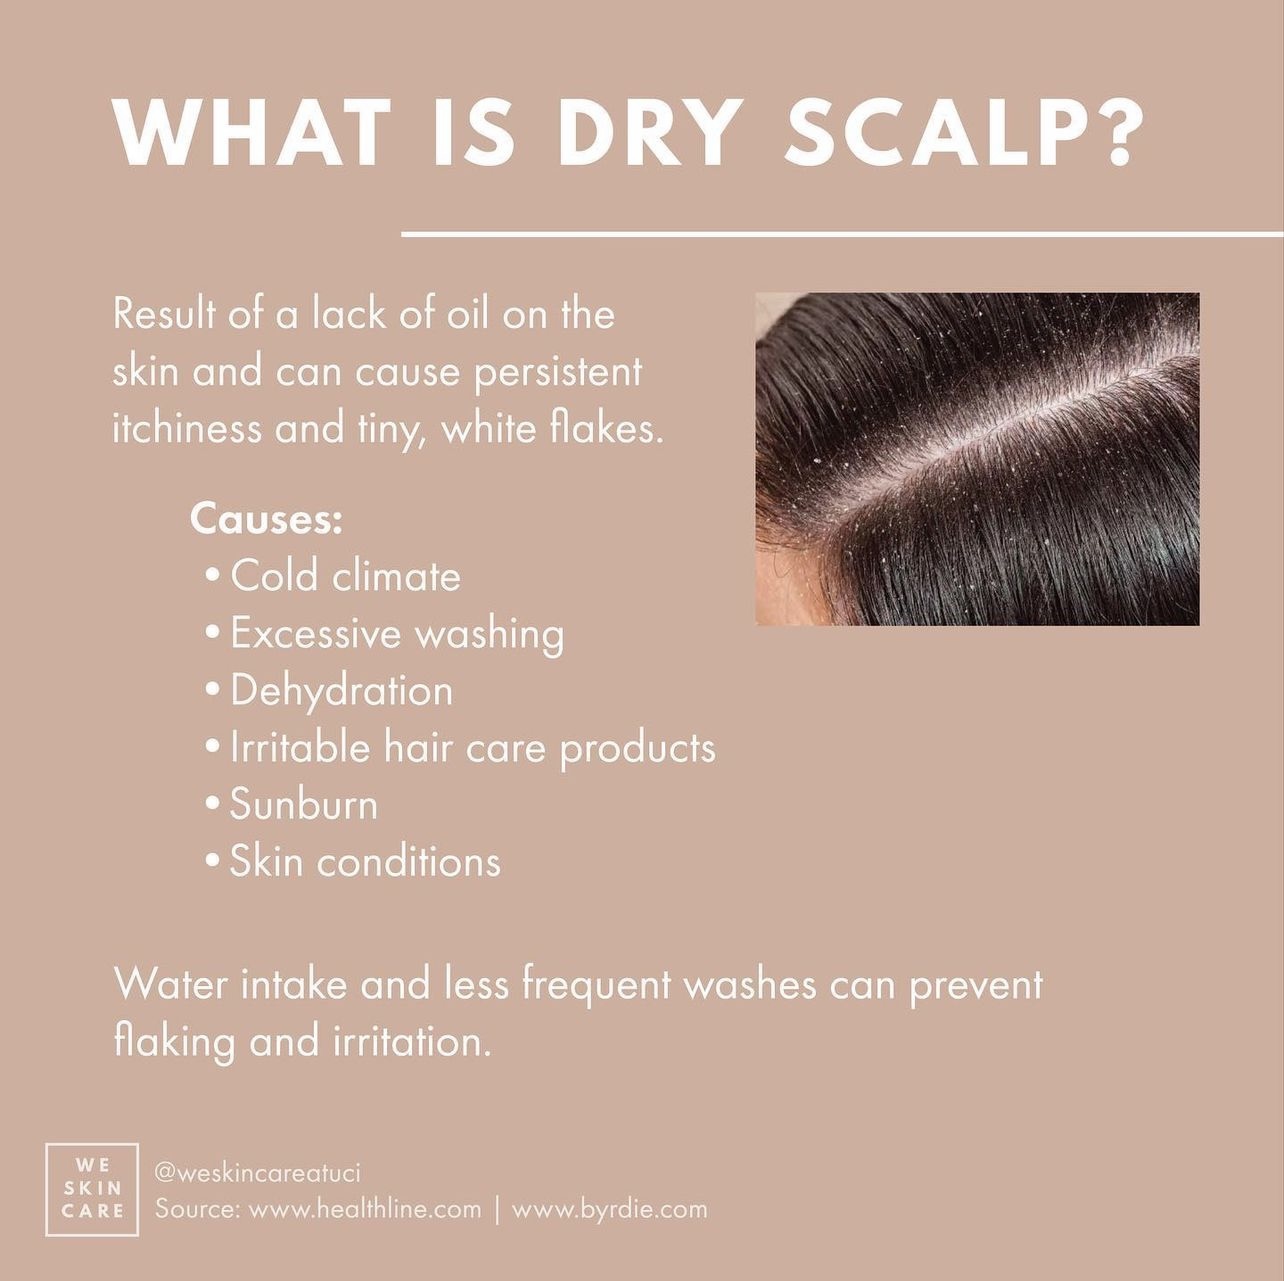 WHAT IS DRY SCALP?
Result of a lack of oil on the
skin and can cause persistent
itchiness and tiny, white flakes.
Causes:
• Cold climate
• Excessive washing
• Dehydration
• Irritable hair care products
• Sunburn
• Skin conditions
Water intake and less frequent washes can prevent
flaking and irritation.
WE
SKIN
CARE
@weskincareatuci
Source: www.healthline.com | www.byrdie.com